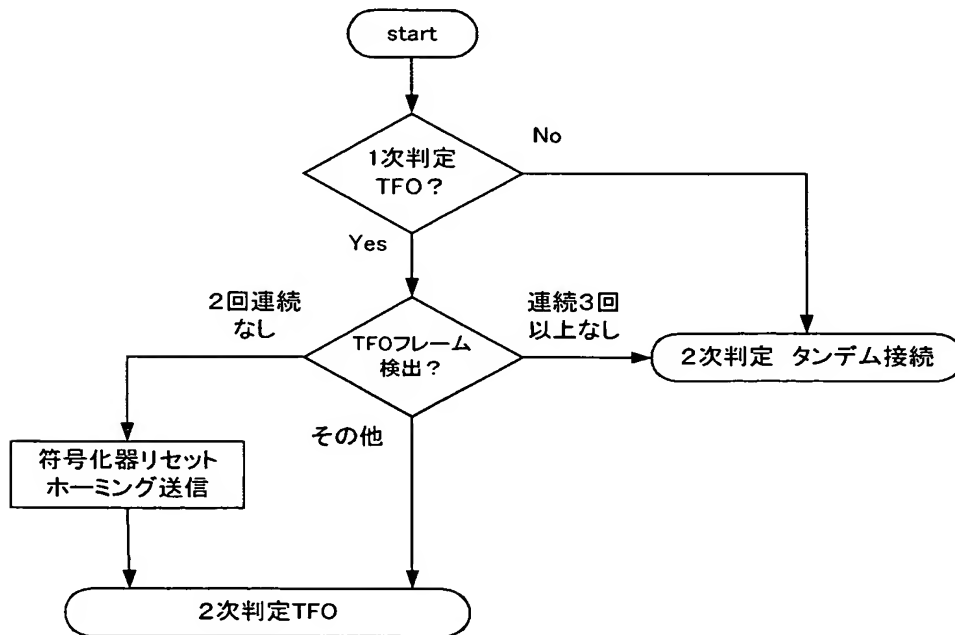 start
No
1次判定
TFO?
Yes
2回連続
なし
連続3回
以上なし
TFOフレーム
検出?
2次判定 タンデム接続
その他
符号化器リセット
ホーミング送信
2次判定TFO